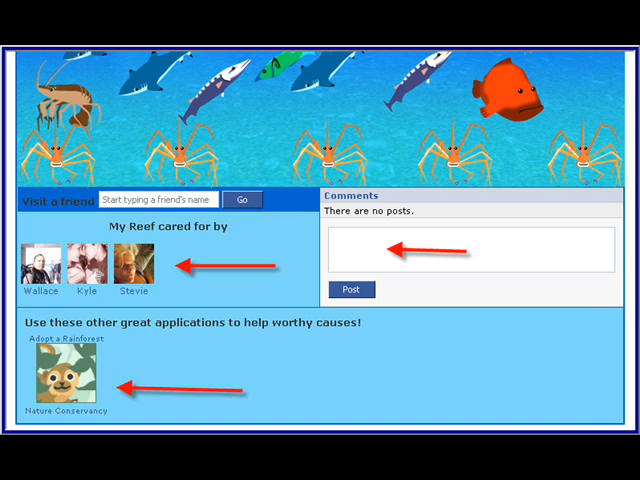 Visit a friend
Start typing a friend's name
Go
My Reef cared for by
Wallace
Kyle
Stevie
Comments
There are no posts.
Post
Use these other great applications to help worthy causes!
Adopt a Rainforest
Nature Conservancy